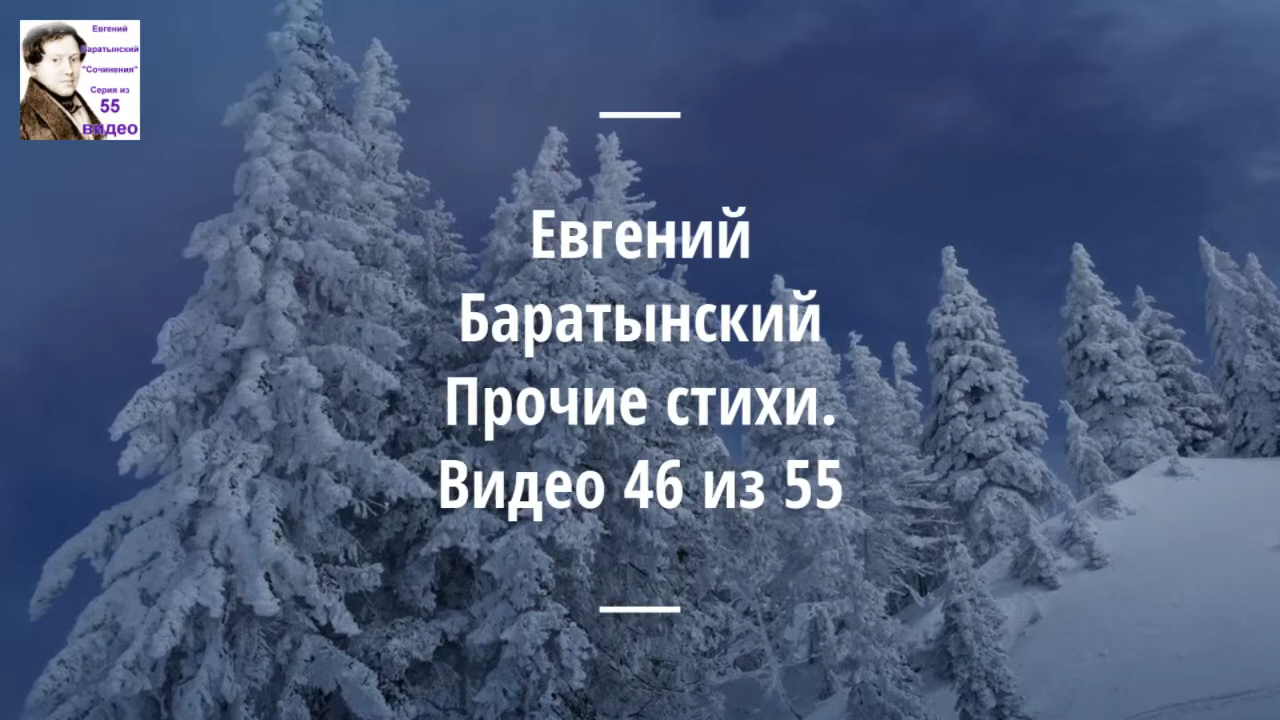 Евгений
Баратынский
"Сочинения"
Серия из
55
видео
Евгений
Баратынский
Прочие стихи.
Видео 46 из 55